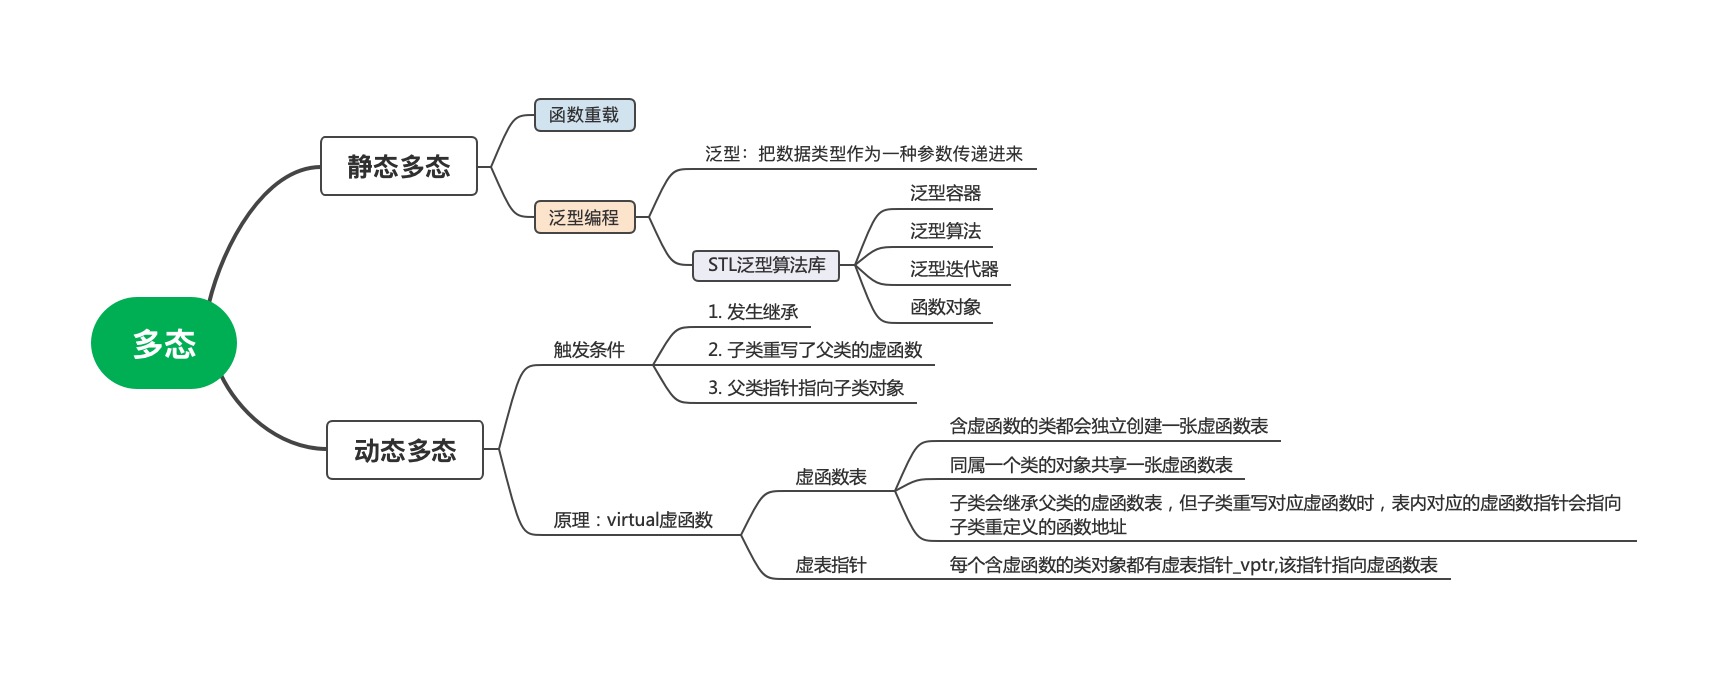 多态
静态多态
函数重载
泛型编程
泛型：把数据类型作为一种参数传递进来
STL泛型算法库
泛型容器
泛型算法
泛型迭代器
函数对象
动态多态
触发条件
1. 发生继承
2. 子类重写了父类的虚函数
3. 父类指针指向子类对象
原理：virtual虚函数
虚函数表
含虚函数的类都会独立创建一张虚函数表
同属一个类的对象共享一张虚函数表
子类会继承父类的虚函数表，但子类重写对应虚函数时，表内对应的虚函数指针会指向
子类重定义的函数地址
虚表指针
每个含虚函数的类对象都有虚表指针_vptr,该指针指向虚函数表